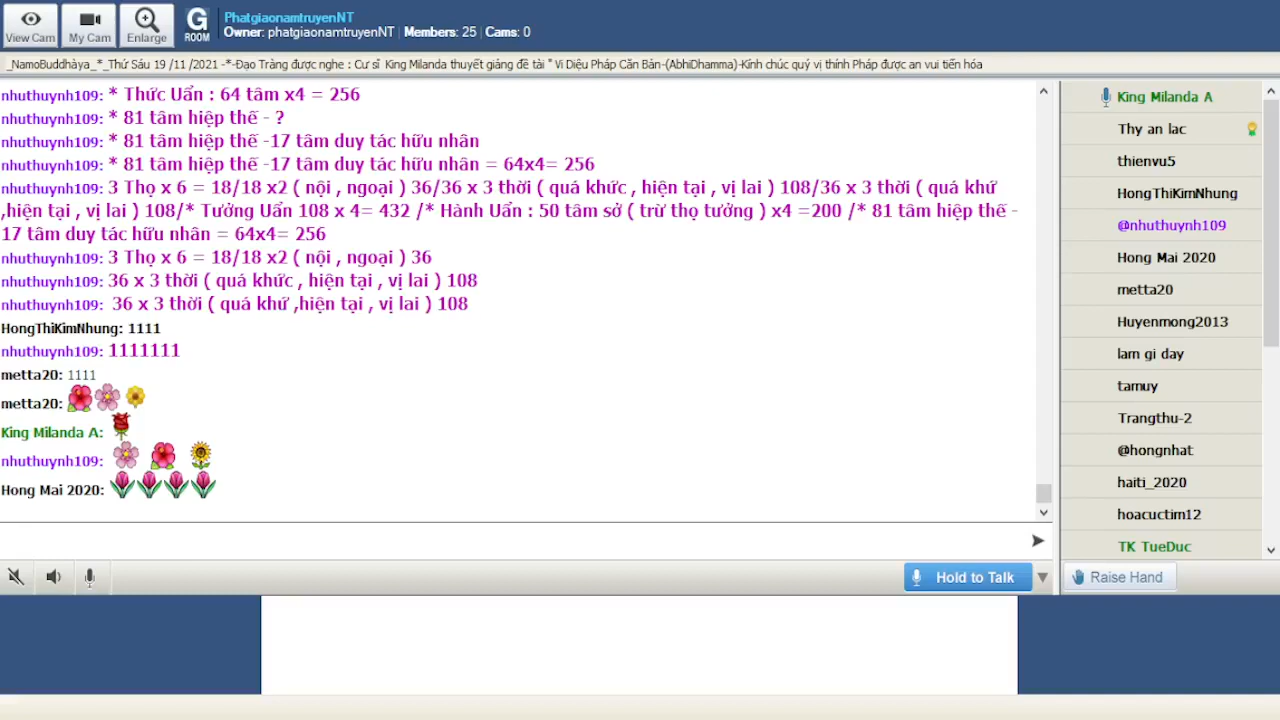 View Cam
My Cam
Enlarge
G
ROOM
PhatgiaonamtruyenNT
Owner: phatgiaonamtruyenNT | Members: 25 | Cams: 0
_NamoBuddhàya_*_Thứ Sáu 19 /11 /2021 -*-Đạo Tràng được nghe : Cư sĩ  King Milanda thuyết giảng đề tài " Vi Diệu Pháp Căn Bản-(AbhiDhamma)-Kính chúc quý vị thính Pháp được an vui tiến hóa
nhuthuynh109: * Thức Uẩn : 64 tâm x4 = 256
nhuthuynh109: * 81 tâm hiệp thế - ?
nhuthuynh109: * 81 tâm hiệp thế -17 tâm duy tác hữu nhân
nhuthuynh109: * 81 tâm hiệp thế -17 tâm duy tác hữu nhân = 64x4= 256
nhuthuynh109: 3 Thọ x 6 = 18/18 x2 ( nội , ngoại ) 36/36 x 3 thời ( quá khức , hiện tại , vị lai ) 108/36 x 3 thời ( quá khứ
,hiện tại , vị lai ) 108/* Tưởng Uẩn 108 x 4= 432 /* Hành Uẩn : 50 tâm sở ( trừ thọ tưởng ) x4 =200 /* 81 tâm hiệp thế -
17 tâm duy tác hữu nhân = 64x4= 256
nhuthuynh109: 3 Thọ x 6 = 18/18 x2 ( nội , ngoại ) 36
nhuthuynh109: 36 x 3 thời ( quá khức , hiện tại , vị lai ) 108
nhuthuynh109:  36 x 3 thời ( quá khứ ,hiện tại , vị lai ) 108
HongThiKimNhung: 1111
nhuthuynh109: 1111111
metta20: 1111
metta20:
King Milanda A:
nhuthuynh109:
Hong Mai 2020:
Hold to Talk
King Milanda A
Thy an lac
thienvu5
HongThiKimNhung
@nhuthuynh109
Hong Mai 2020
metta20
Huyenmong2013
lam gi day
tamuy
Trangthu-2
@hongnhat
haiti_2020
hoacuctim12
TK TueDuc
Raise Hand